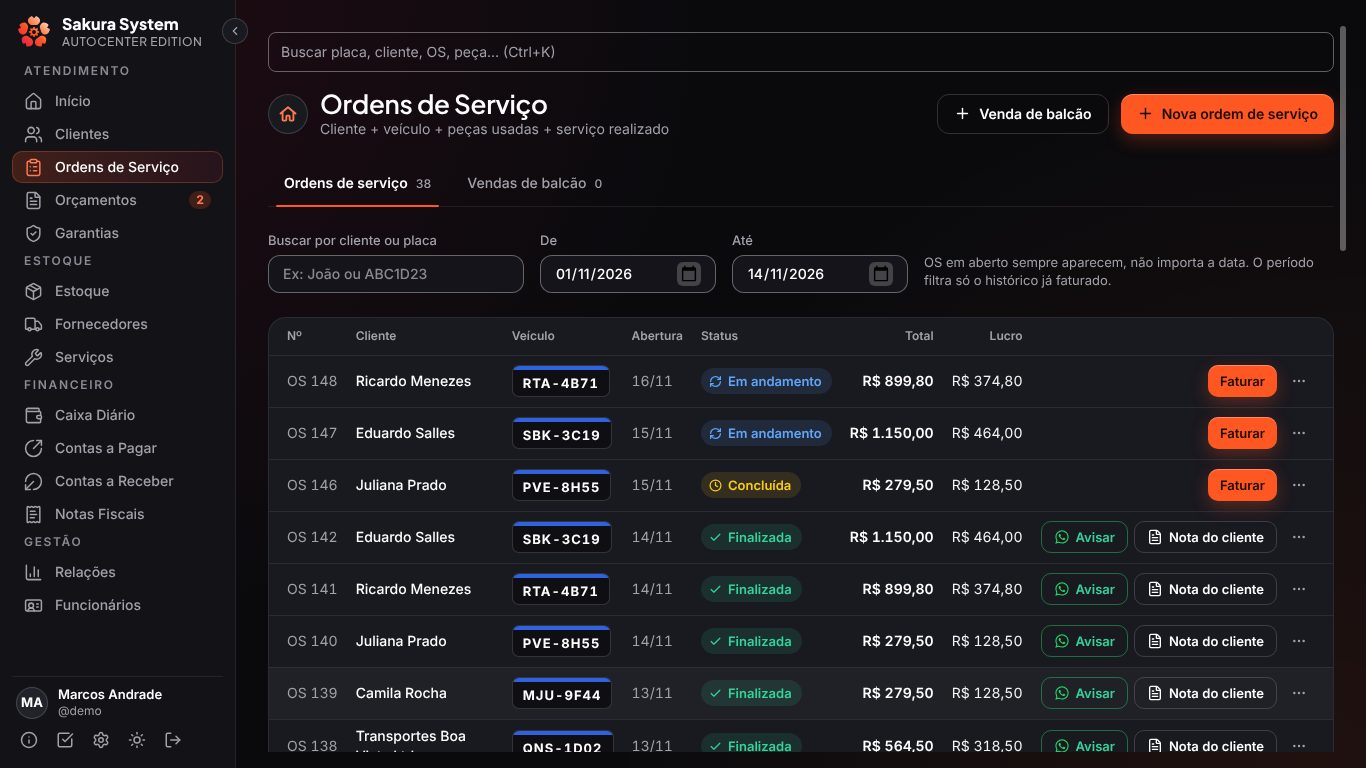 Sakura System
AUTOCENTER EDITION
ATENDIMENTO
Início
Clientes
Ordens de Serviço
Orçamentos 2
Garantias
ESTOQUE
Estoque
Fornecedores
Serviços
FINANCEIRO
Caixa Diário
Contas a Pagar
Contas a Receber
Notas Fiscais
GESTÃO
Relações
Funcionários
MA
Marcos Andrade
@demo
Buscar placa, cliente, OS, peça... (Ctrl+K)
Ordens de Serviço
Cliente + veículo + peças usadas + serviço realizado
+ Venda de balcão
+ Nova ordem de serviço
Ordens de serviço 38
Vendas de balcão 0
Buscar por cliente ou placa
Ex: João ou ABC1D23
De
01/11/2026
Até
14/11/2026
OS em aberto sempre aparecem, não importa a data. O período
filtra só o histórico já faturado.
Nº Cliente Veículo Abertura Status Total Lucro
OS 148 Ricardo Menezes RTA-4B71 16/11 Em andamento R$ 899,80 R$ 374,80 Faturar ...
OS 147 Eduardo Salles SBK-3C19 15/11 Em andamento R$ 1.150,00 R$ 464,00 Faturar ...
OS 146 Juliana Prado PVE-8H55 15/11 Concluída R$ 279,50 R$ 128,50 Faturar ...
OS 142 Eduardo Salles SBK-3C19 14/11 Finalizada R$ 1.150,00 R$ 464,00 Avisar Nota do cliente ...
OS 141 Ricardo Menezes RTA-4B71 14/11 Finalizada R$ 899,80 R$ 374,80 Avisar Nota do cliente ...
OS 140 Juliana Prado PVE-8H55 14/11 Finalizada R$ 279,50 R$ 128,50 Avisar Nota do cliente ...
OS 139 Camila Rocha MJU-9F44 13/11 Finalizada R$ 279,50 R$ 128,50 Avisar Nota do cliente ...
OS 138 Transportes Boa QNS-1D02 13/11 Finalizada R$ 564,50 R$ 318,50 Avisar Nota do cliente ...